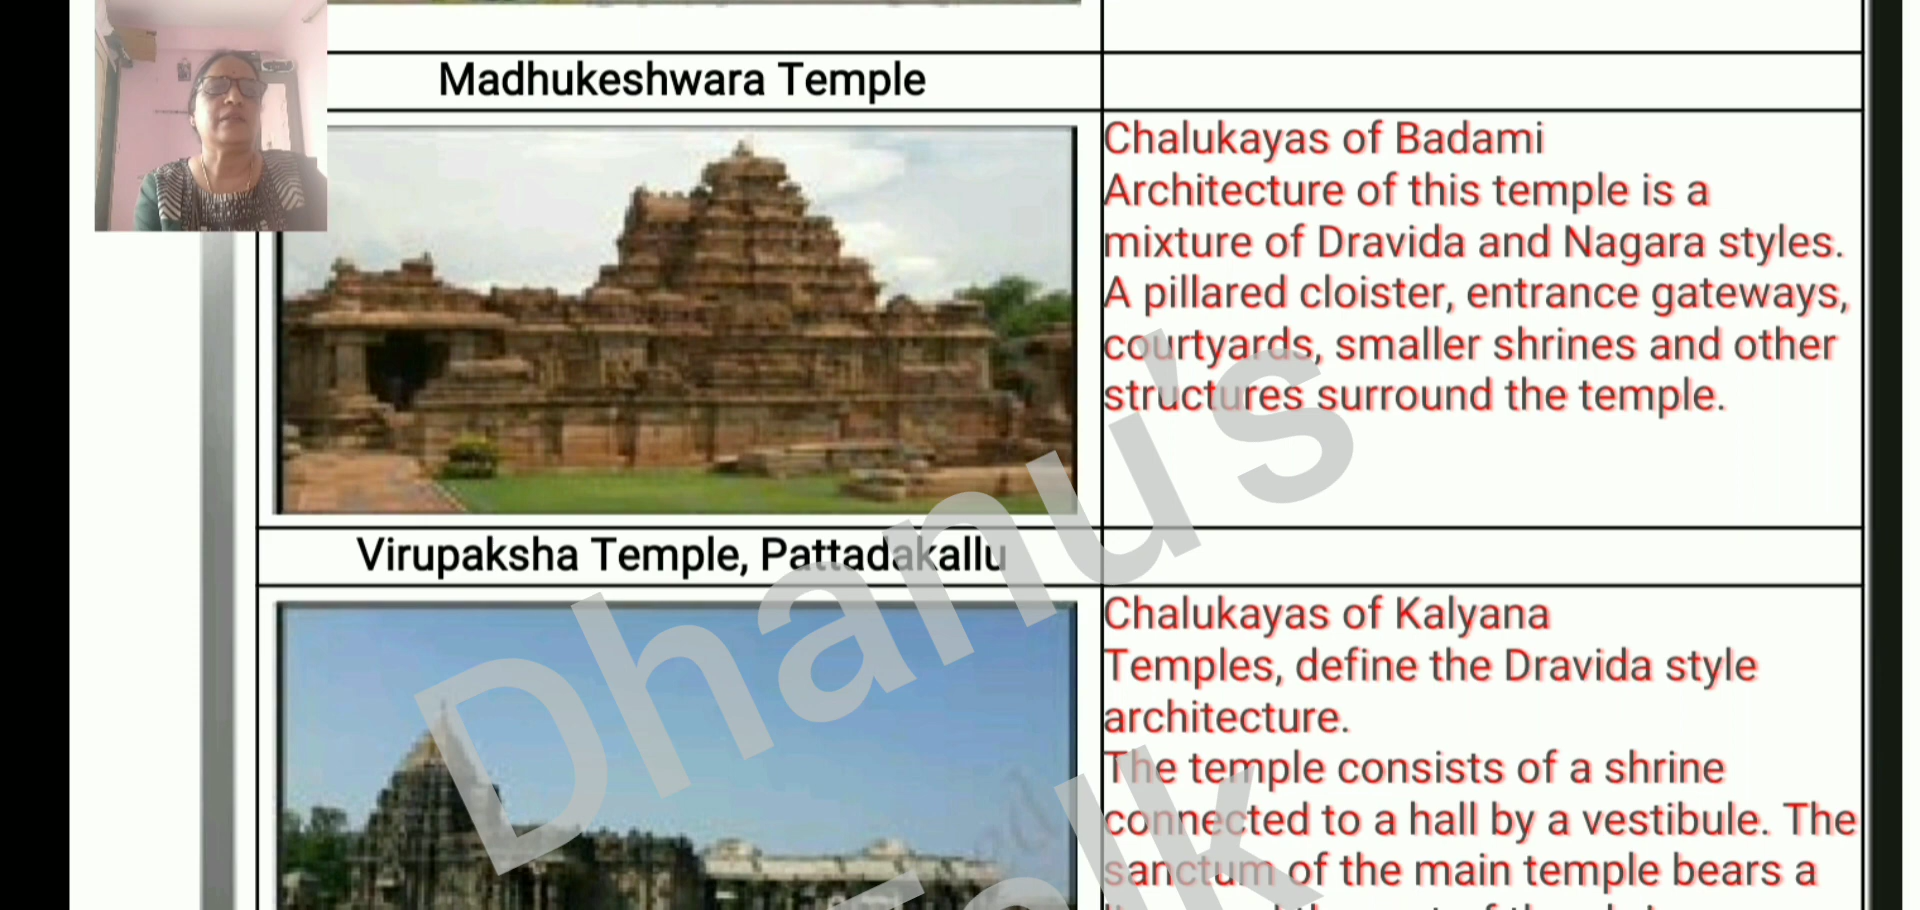 Madhukeshwara Temple
Chalukayas of Badami
Architecture of this temple is a
mixture of Dravida and Nagara styles.
A pillared cloister, entrance gateways,
courtyards, smaller shrines and other
structures surround the temple.
Virupaksha Temple, Pattadakallu
Chalukayas of Kalyana
Temples, define the Dravida style
architecture.
The temple consists of a shrine
connected to a hall by a vestibule. The
sanctum of the main temple bears a
Dhanu's
Talk